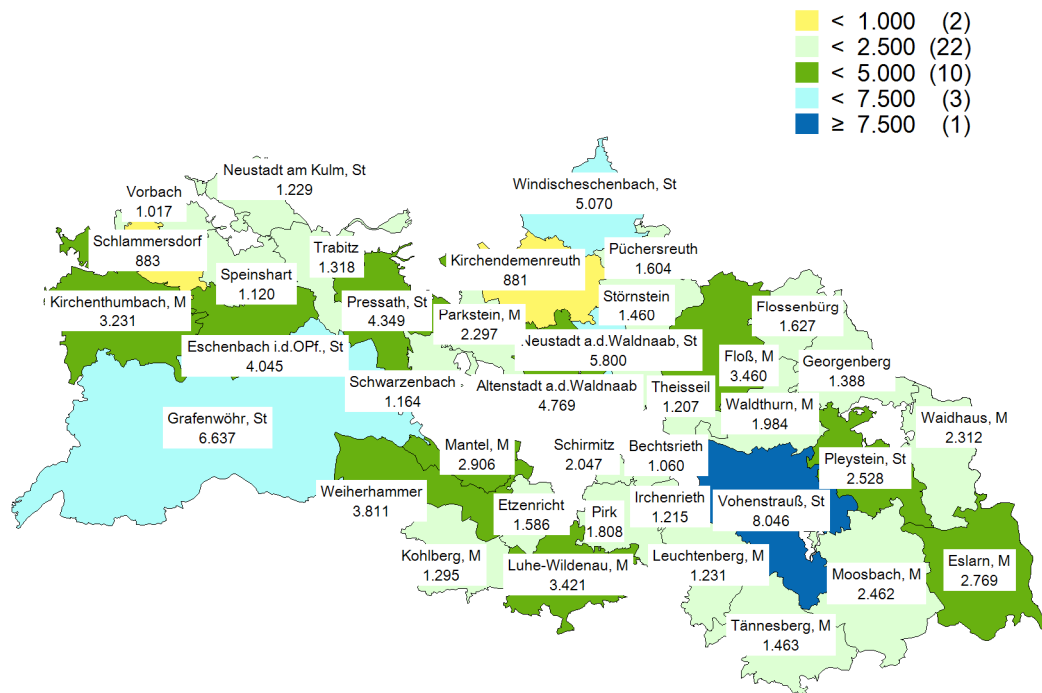 < 1.000 (2)
< 2.500 (22)
< 5.000 (10)
< 7.500 (3)
≥ 7.500 (1)
Neustadt am Kulm, St
1.229
Windischeschenbach, St
5.070
Vorbach
1.017
Schlammersdorf
883
Trabitz
1.318
Püchersreuth
1.604
Kirchendemenreuth
881
Speinshart
1.120
Kirchenthumbach, M
3.231
Pressath, St
4.349
Störnstein
1.460
Flossenbürg
1.627
Parkstein, M
2.297
Eschenbach i.d.OPf., St
4.045
Neustadt a.d.Waldnaab, St
5.800
Floß, M
3.460
Georgenberg
1.388
Schwarzenbach
1.164
Altenstadt a.d.Waldnaab
4.769
Theisseil
1.207
Waldthurn, M
1.984
Grafenwöhr, St
6.637
Waidhaus, M
2.312
Mantel, M
2.906
Schirmitz
2.047
Bechtsrieth
1.060
Pleystein, St
2.528
Weiherhammer
3.811
Etzenricht
1.586
Pirk
1.808
Irchenrieth
1.215
Vohenstrauß, St
8.046
Kohlberg, M
1.295
Luhe-Wildenau, M
3.421
Leuchtenberg, M
1.231
Moosbach, M
2.462
Eslarn, M
2.769
Tännesberg, M
1.463